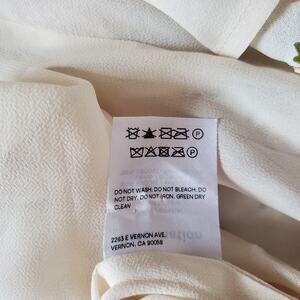 DO NOT WASH. DO NOT BLEACH. DO
NOT DRY. DO NOT IRON. GREEN DRY
CLEAN
2263 E VERNON AVE.
VERNON, CA 90058